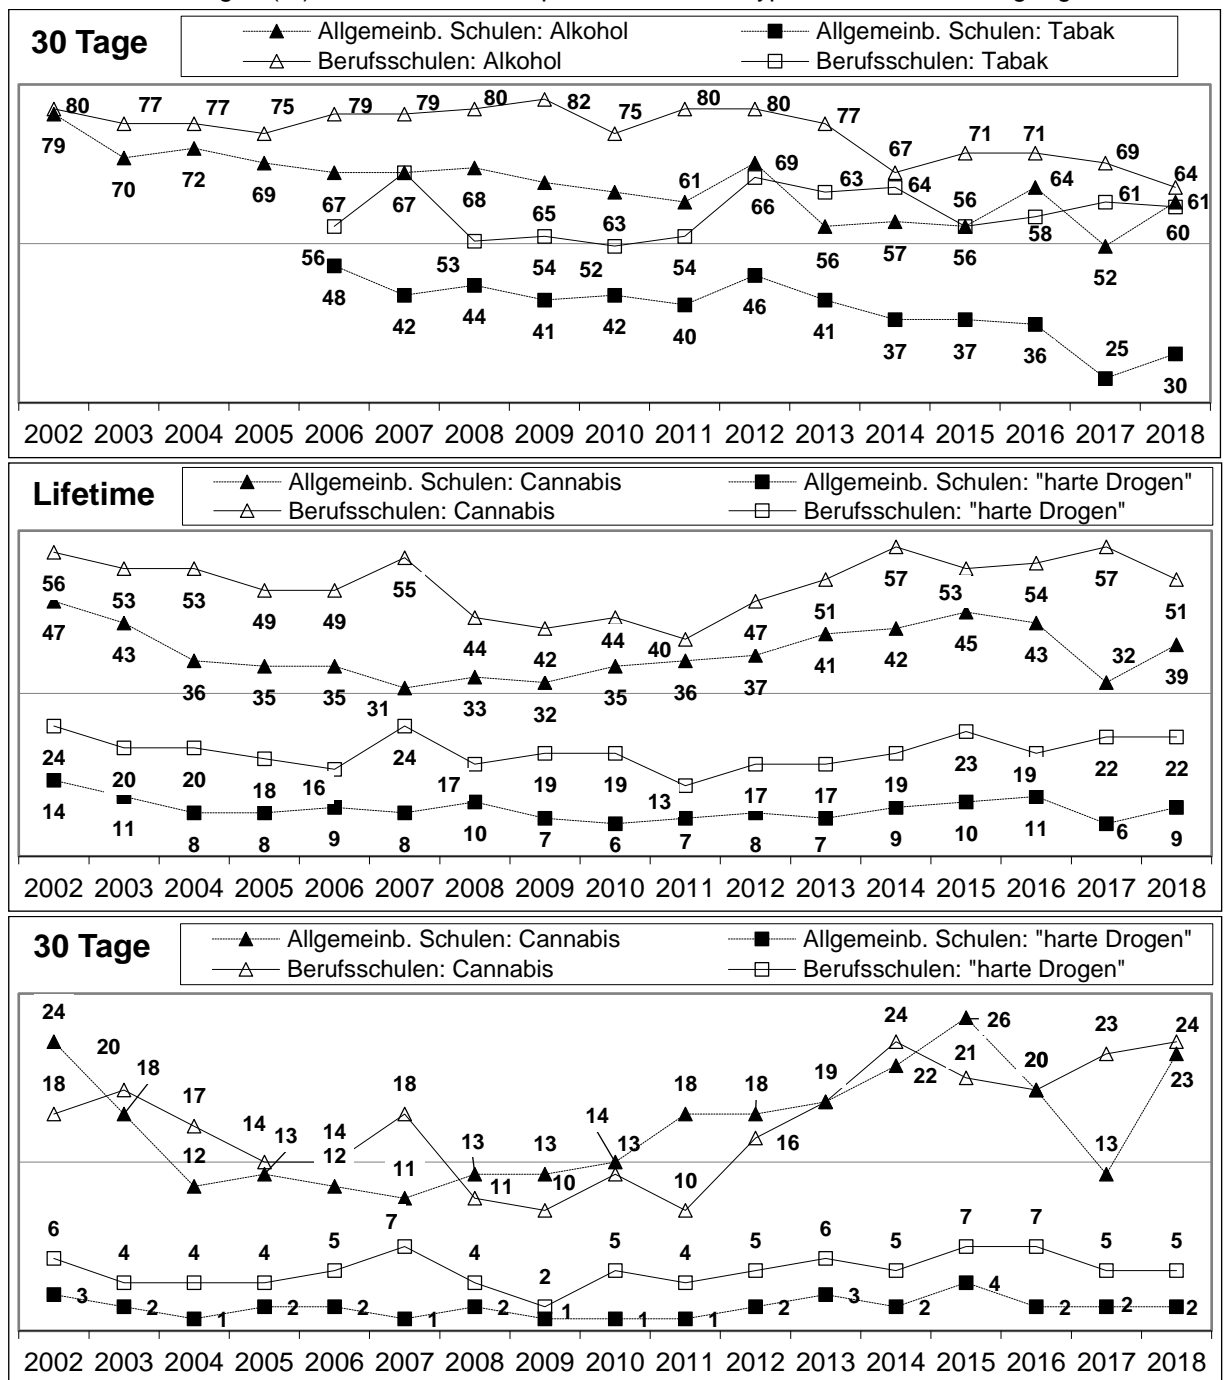 30 Tage
Allgemeinb. Schulen: Alkohol
Allgemeinb. Schulen: Tabak
Berufsschulen: Alkohol
Berufsschulen: Tabak
80 77 77 75 79 79 80 82 75 80 80 77 67 71 71 69 64
79 70 72 69 67 67 68 65 63 61 69 56 57 56 64 52 61
56 53 54 52 54 66 63 64 56 58 61 60
48 42 44 41 42 40 46 41 37 37 36 25 30
2002 2003 2004 2005 2006 2007 2008 2009 2010 2011 2012 2013 2014 2015 2016 2017 2018
Lifetime
Allgemeinb. Schulen: Cannabis
Allgemeinb. Schulen: "harte Drogen"
Berufsschulen: Cannabis
Berufsschulen: "harte Drogen"
56 53 53 49 49 55 44 42 44 40 47 51 57 53 54 57 51
47 43 36 35 35 31 33 32 35 36 37 41 42 45 43 32 39
24 20 20 18 16 24 17 19 19 13 17 17 19 23 19 22 22
14 11 8 8 9 8 10 7 6 7 8 7 9 10 11 6 9
2002 2003 2004 2005 2006 2007 2008 2009 2010 2011 2012 2013 2014 2015 2016 2017 2018
30 Tage
Allgemeinb. Schulen: Cannabis
Allgemeinb. Schulen: "harte Drogen"
Berufsschulen: Cannabis
Berufsschulen: "harte Drogen"
24 18 12 13 12 11 13 13 14 18 18 19 22 26 20 13 23
18 20 17 14 14 18 11 10 13 10 16 24 21 20 23 24
6 4 4 4 5 7 4 2 5 4 5 6 5 7 7 5 5
3 2 1 2 2 1 2 1 1 1 2 3 2 4 2 2 2
2002 2003 2004 2005 2006 2007 2008 2009 2010 2011 2012 2013 2014 2015 2016 2017 2018